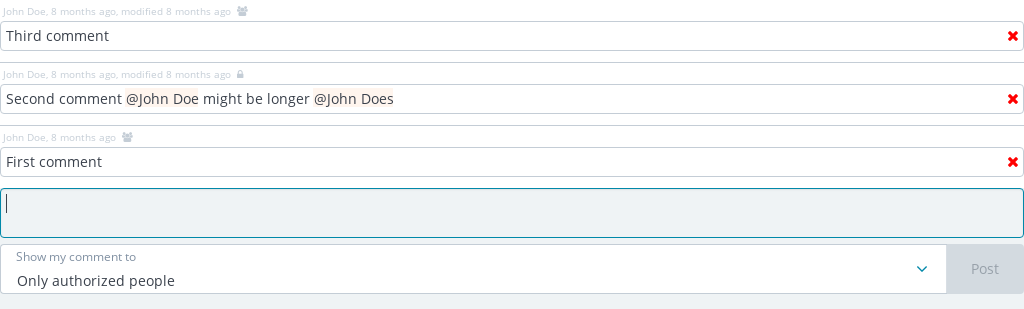 John Doe, 8 months ago, modified 8 months ago
Third comment
John Doe, 8 months ago, modified 8 months ago
Second comment @John Doe might be longer @John Does
John Doe, 8 months ago
First comment
Show my comment to
Only authorized people
Post